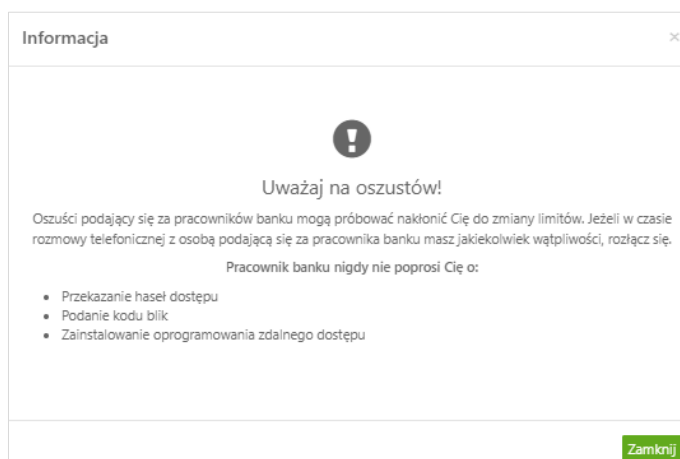 Informacja
×
Uważaj na oszustów!
Oszuści podający się za pracowników banku mogą próbować nakłonić Cię do zmiany limitów. Jeżeli w czasie
rozmowy telefonicznej z osobą podającą się za pracownika banku masz jakiekolwiek wątpliwości, rozłącz się.
Pracownik banku nigdy nie poprosi Cię o:
• Przekazanie haseł dostępu
• Podanie kodu blik
• Zainstalowanie oprogramowania zdalnego dostępu
Zamknij